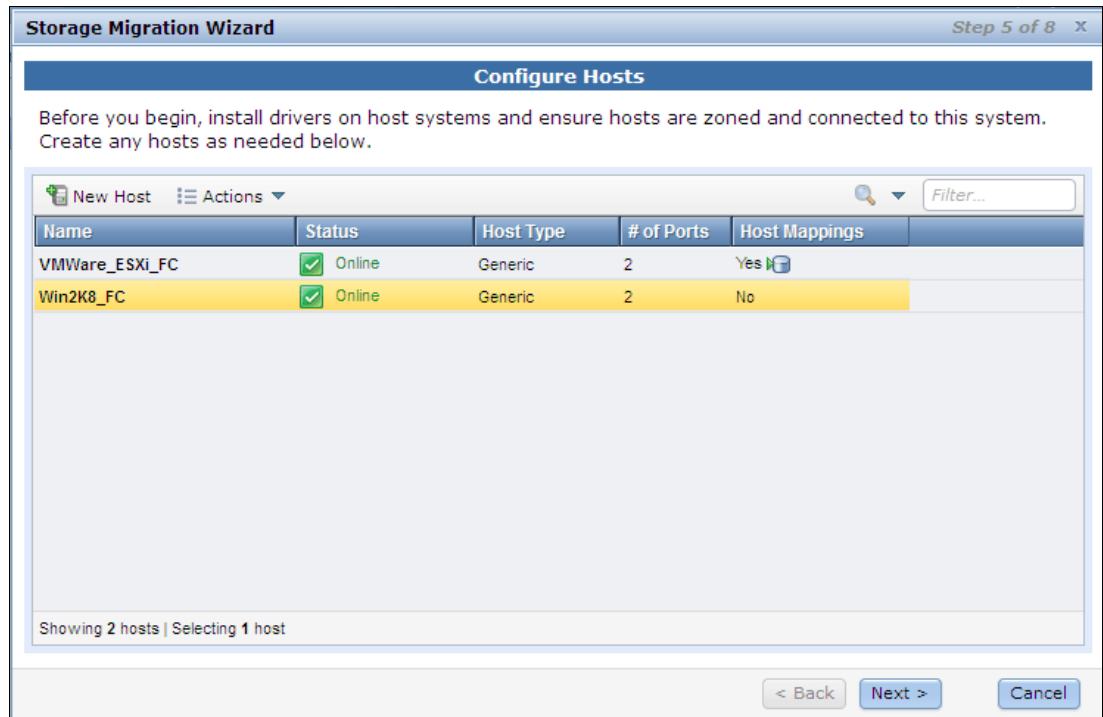 Storage Migration Wizard Step 5 of 8 x
Configure Hosts
Before you begin, install drivers on host systems and ensure hosts are zoned and connected to this system.
Create any hosts as needed below.
New Host Actions Filter...
Name Status Host Type # of Ports Host Mappings
VMWare_ESXi_FC Online Generic 2 Yes
Win2K8_FC Online Generic 2 No
Showing 2 hosts | Selecting 1 host
< Back Next > Cancel